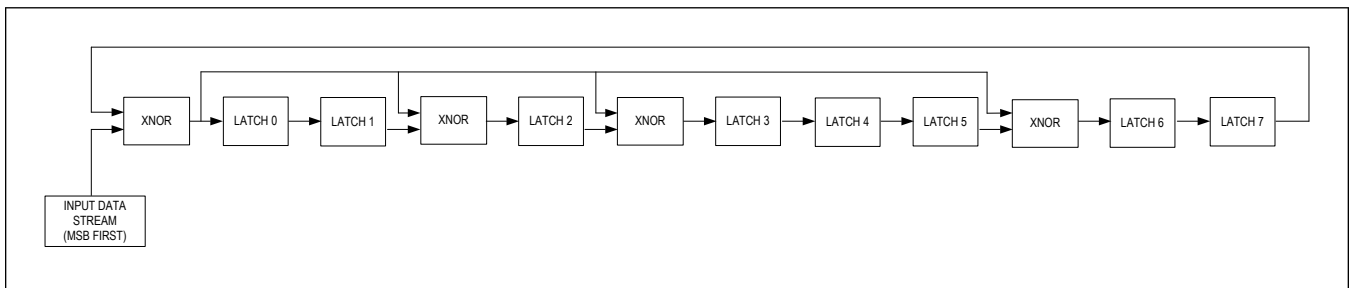 XNOR
LATCH 0
LATCH 1
XNOR
LATCH 2
XNOR
LATCH 3
LATCH 4
LATCH 5
XNOR
LATCH 6
LATCH 7
INPUT DATA
STREAM
(MSB FIRST)